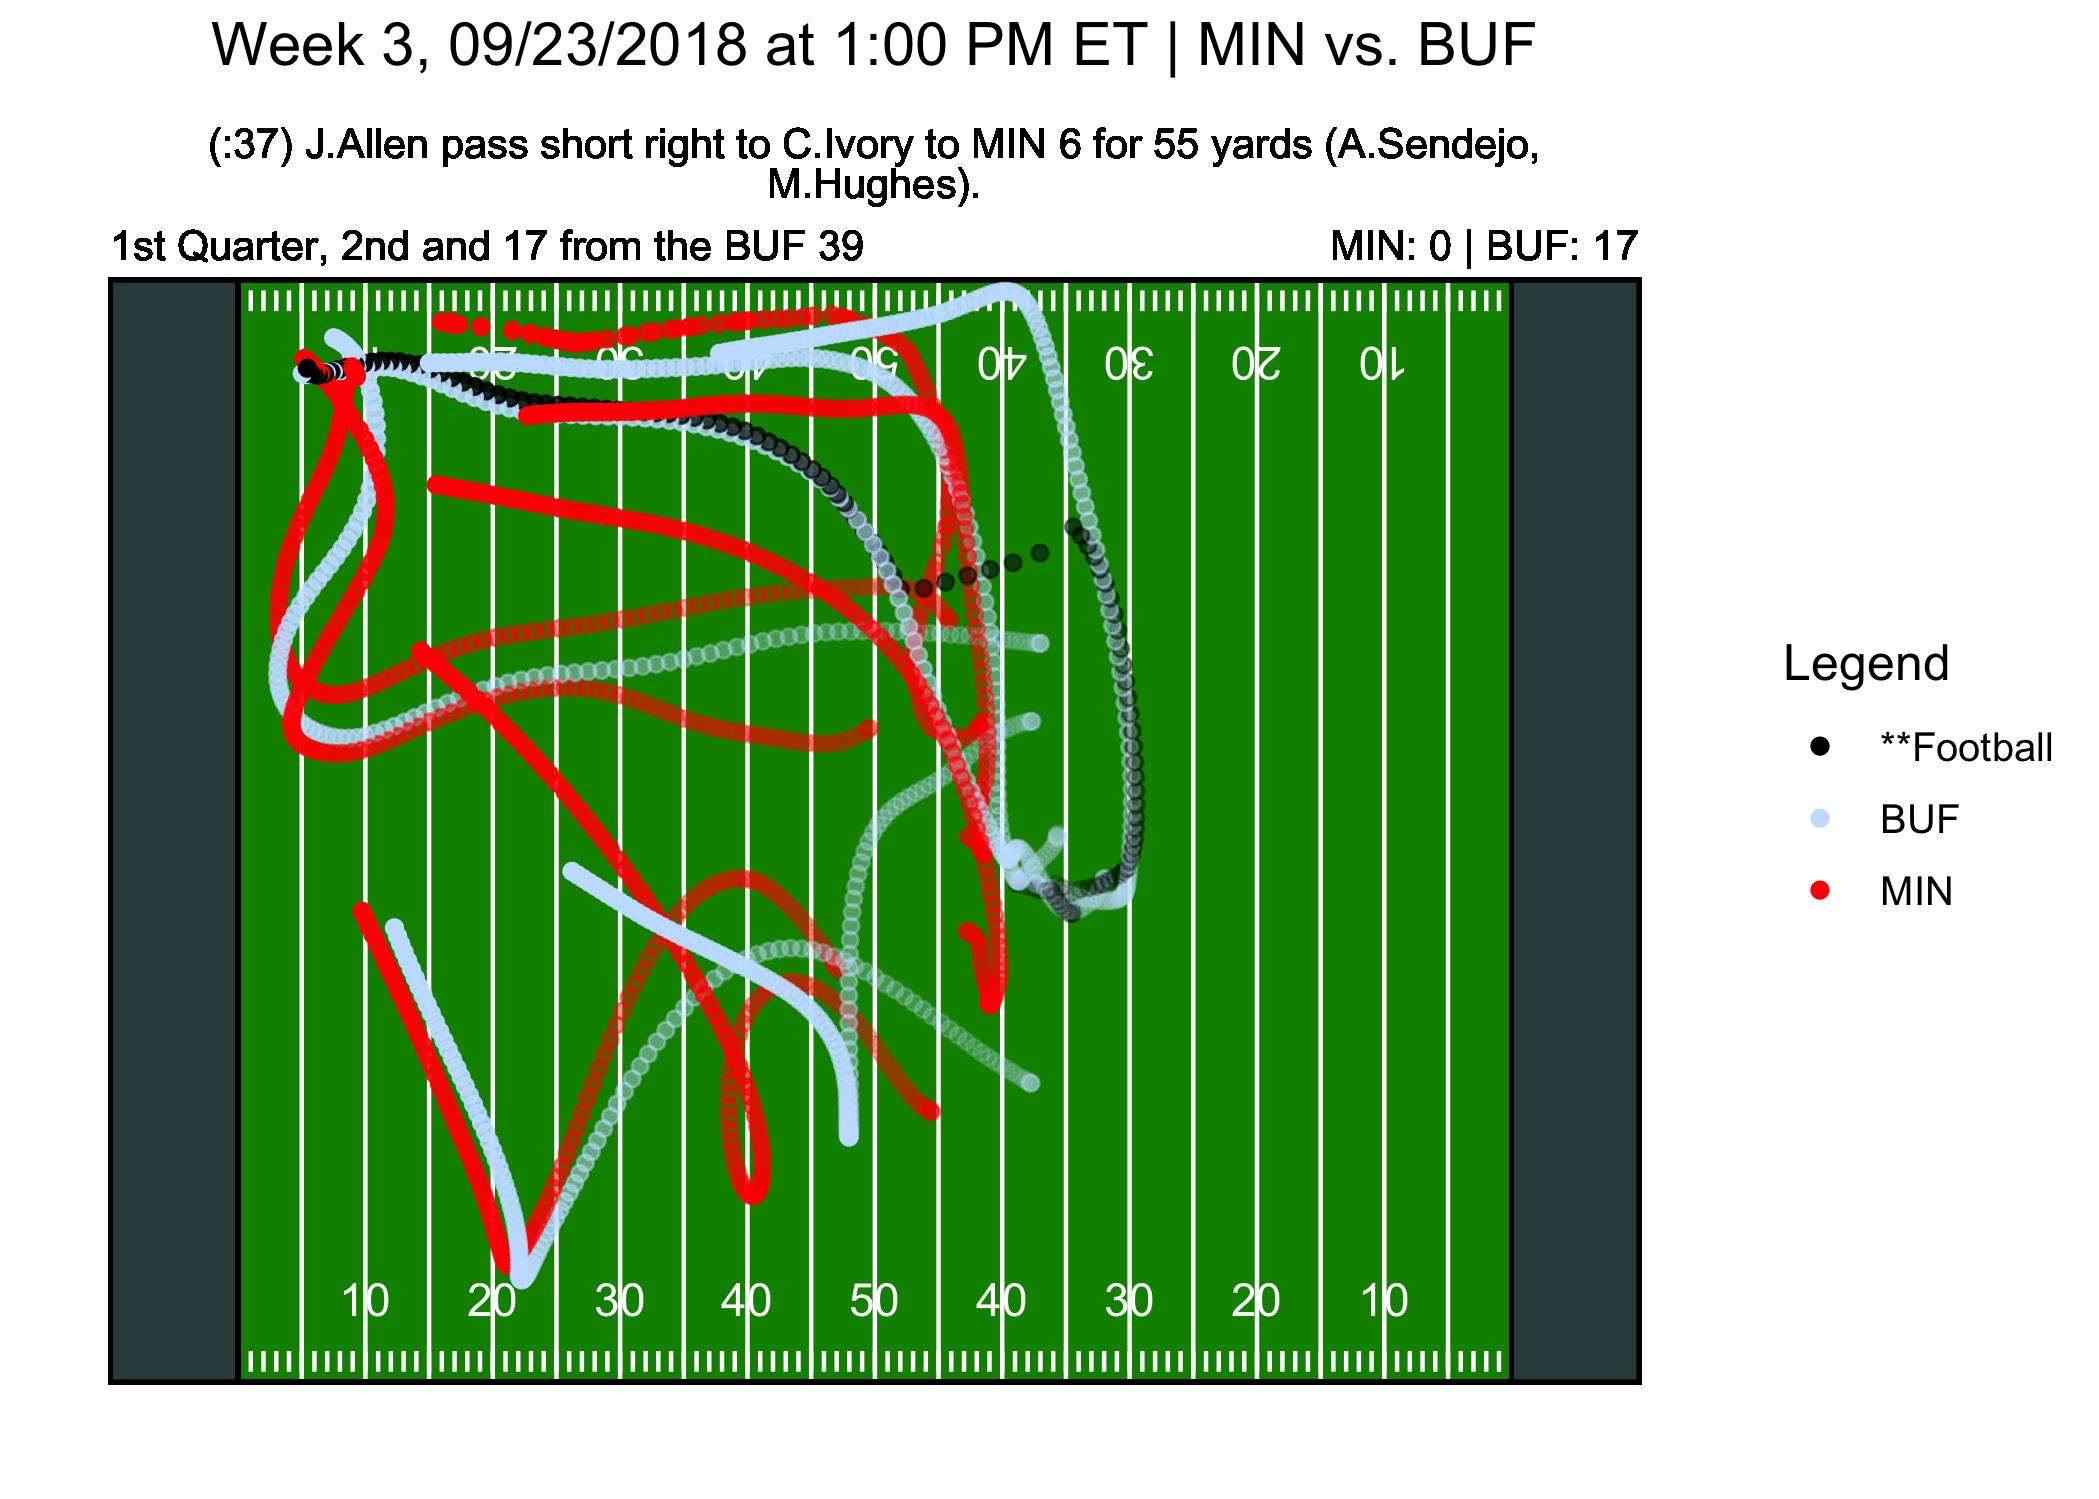 Week 3, 09/23/2018 at 1:00 PM ET | MIN vs. BUF
(:37) J.Allen pass short right to C.Ivory to MIN 6 for 55 yards (A.Sendejo,
M.Hughes).
1st Quarter, 2nd and 17 from the BUF 39
MIN: 0 | BUF: 17
20 30 40 50 40 30 20 10
Legend
**Football
BUF
MIN
10 20 30 40 50 40 30 20 10